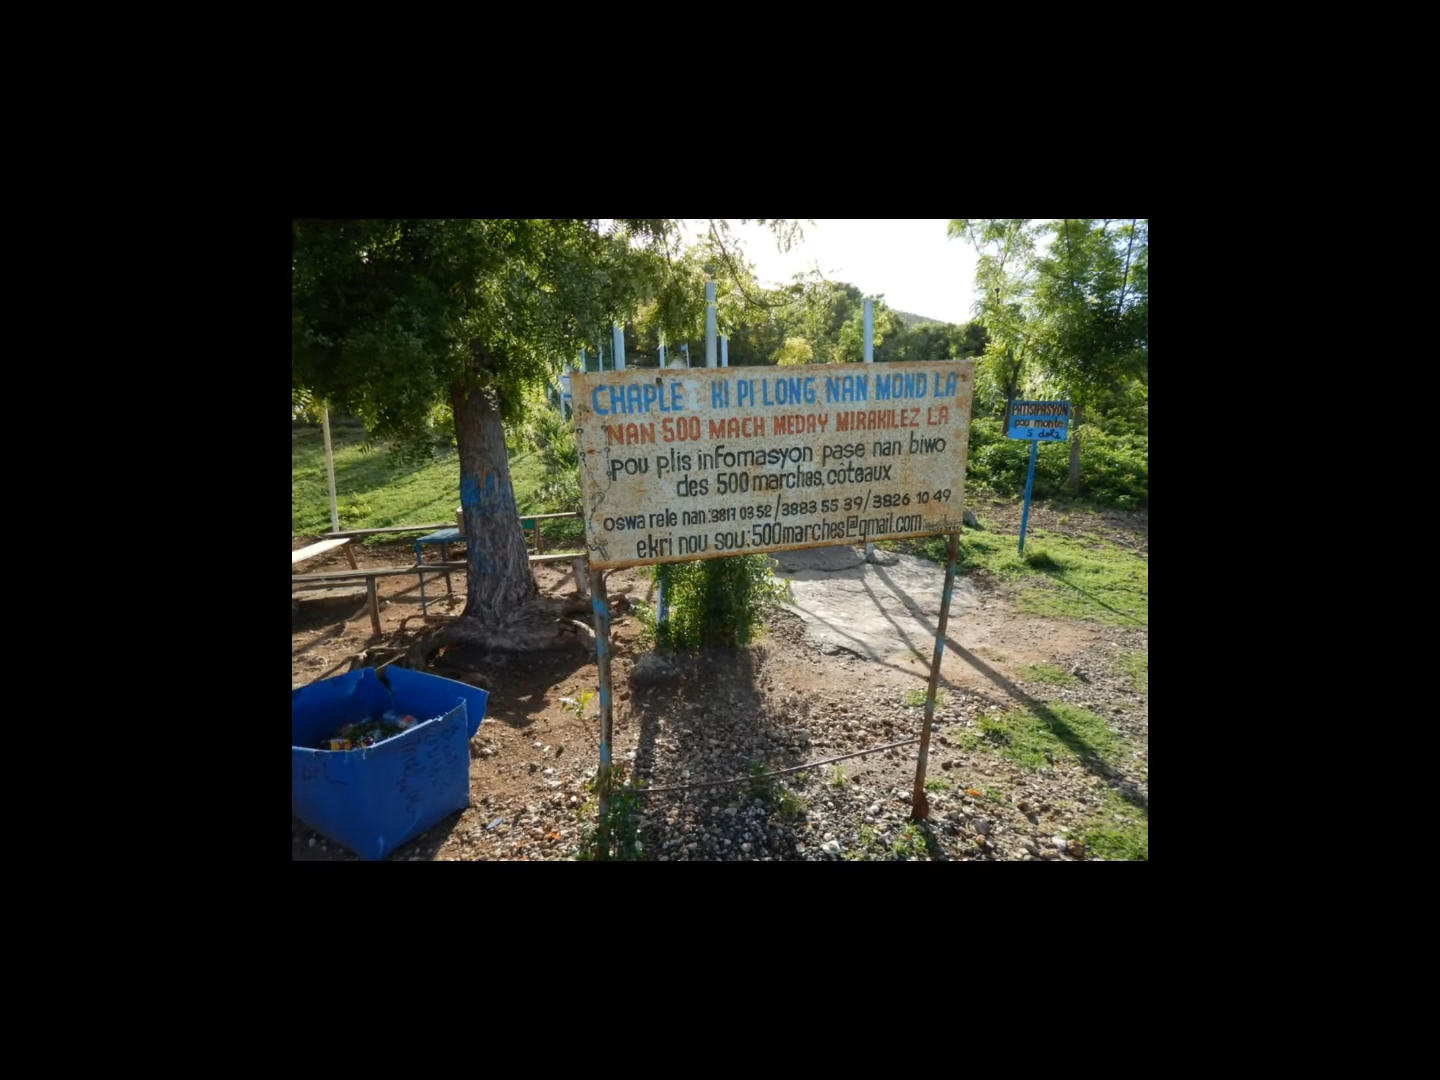 CHAPLÈ KI PI LONG NAN MOND LA
NAN 500 MACH MEDAY MIRAKILEZ LA
pou plis infomasyon pase nan biwo
des 500 marches, côteaux
oswa rele nan: 3817 03 52/3883 55 39/3826 10 49
ekri nou sou: 500marches@gmail.com
PATISIPASYON
pou monte
5 dola